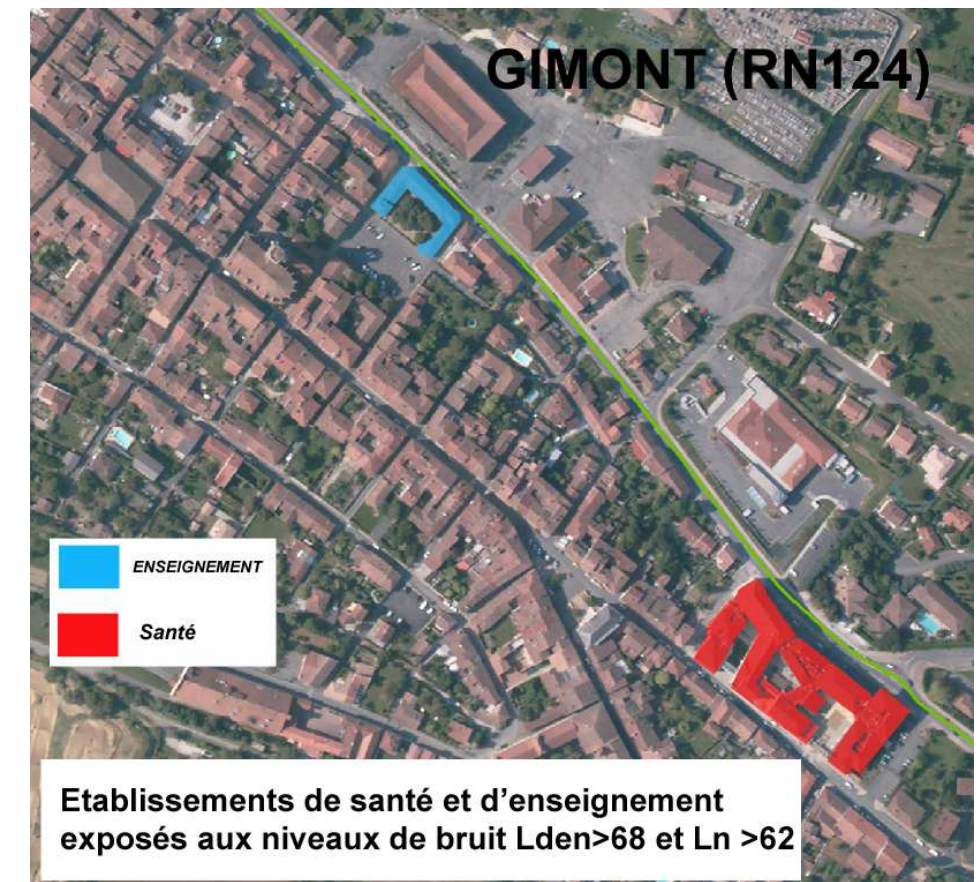 GIMONT (RN124)
ENSEIGNEMENT
Santé
Etablissements de santé et d’enseignement
exposés aux niveaux de bruit Lden>68 et Ln >62